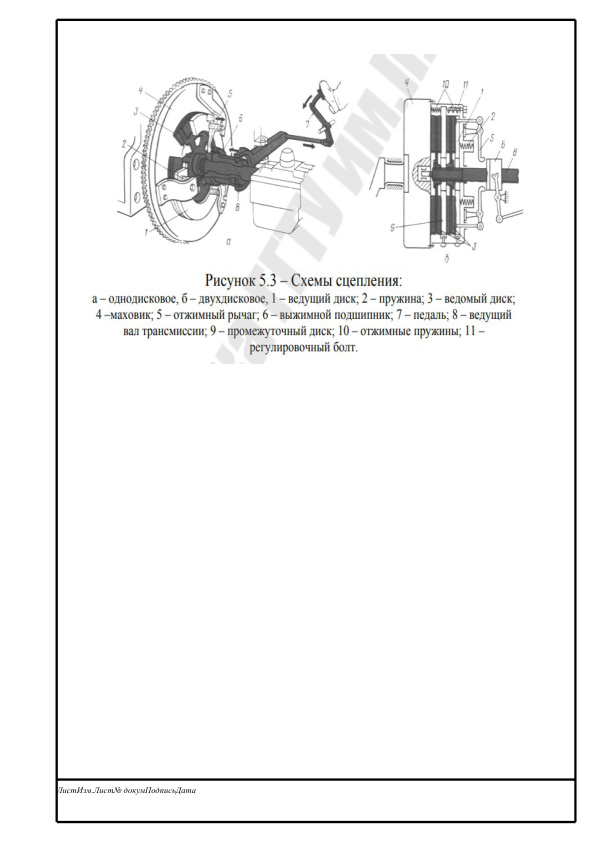 4
5
3
6
7
2
8
1
а
4
10
11
1
2
5
6
8
9
3
б
ГГТУ им.П
Рисунок 5.3 – Схемы сцепления:
а – однодисковое, б – двухдисковое, 1 – ведущий диск; 2 – пружина; 3 – ведомый диск;
4 –маховик; 5 – отжимный рычаг; 6 – выжимной подшипник; 7 – педаль; 8 – ведущий
вал трансмиссии; 9 – промежуточный диск; 10 – отжимные пружины; 11 –
регулировочный болт.
ЛистИзм.Лист№ докумПодписьДата